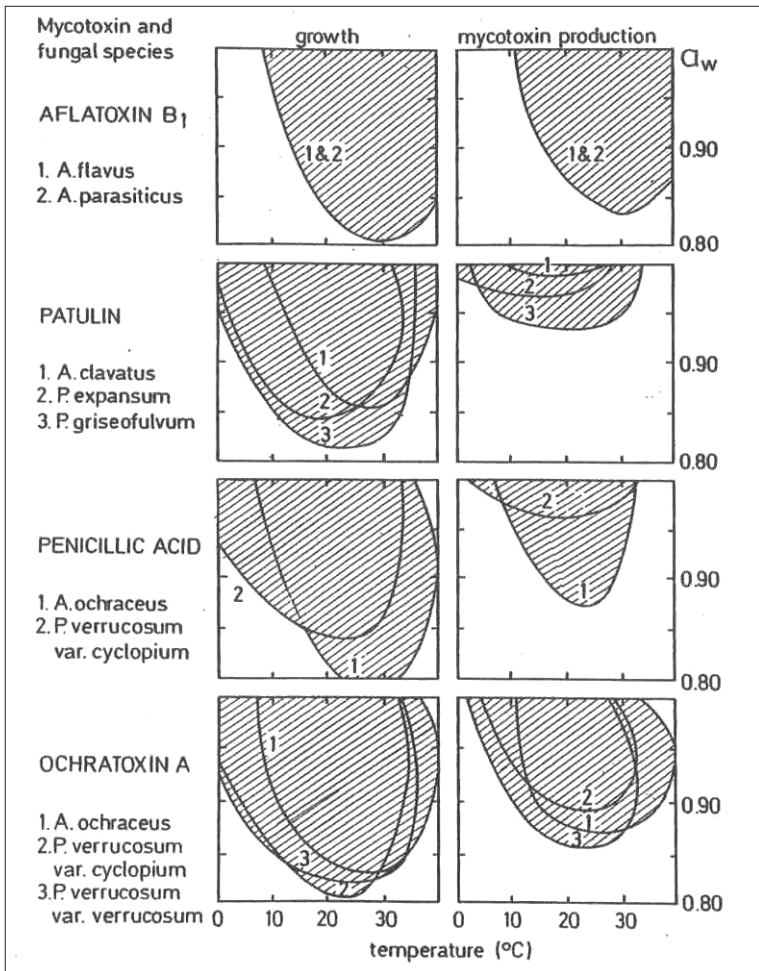 Mycotoxin and
fungal species
growth
mycotoxin production
aw
AFLATOXIN B1
1. A.flavus
2. A.parasiticus
1&2
1&2
0.90
0.80
PATULIN
1. A.clavatus
2. P.expansum
3. P.griseofulvum
1
2
3
1
2
3
0.90
0.80
PENICILLIC ACID
1. A.ochraceus
2. P.verrucosum
var. cyclopium
2
1
2
1
0.90
0.80
OCHRATOXIN A
1. A.ochraceus
2. P.verrucosum
var. cyclopium
3. P.verrucosum
var. verrucosum
1
3
2
2
1
3
0.90
0.80
0 10 20 30
0 10 20 30
temperature (°C)